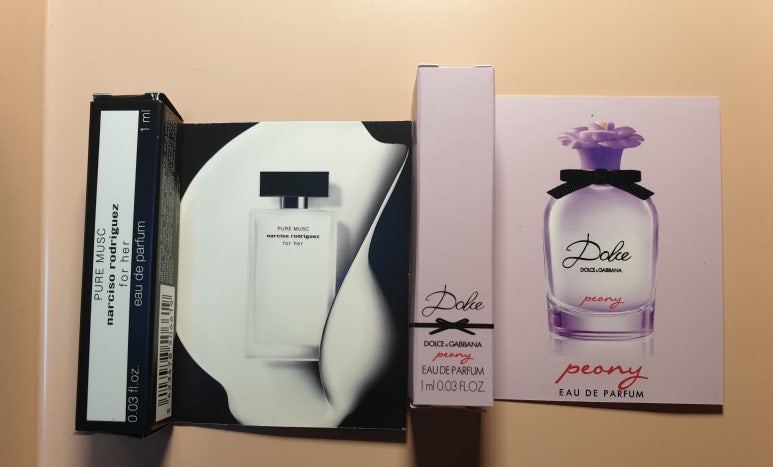 PURE MUSC
narciso rodriguez
for her
eau de parfum
0.03 fl.oz.
1 ml
PURE MUSC
narciso rodriguez
for her
Dolce
DOLCE & GABBANA
peony
EAU DE PARFUM
1 ml 0.03 FL.OZ.
Dolce
DOLCE & GABBANA
peony
peony
EAU DE PARFUM